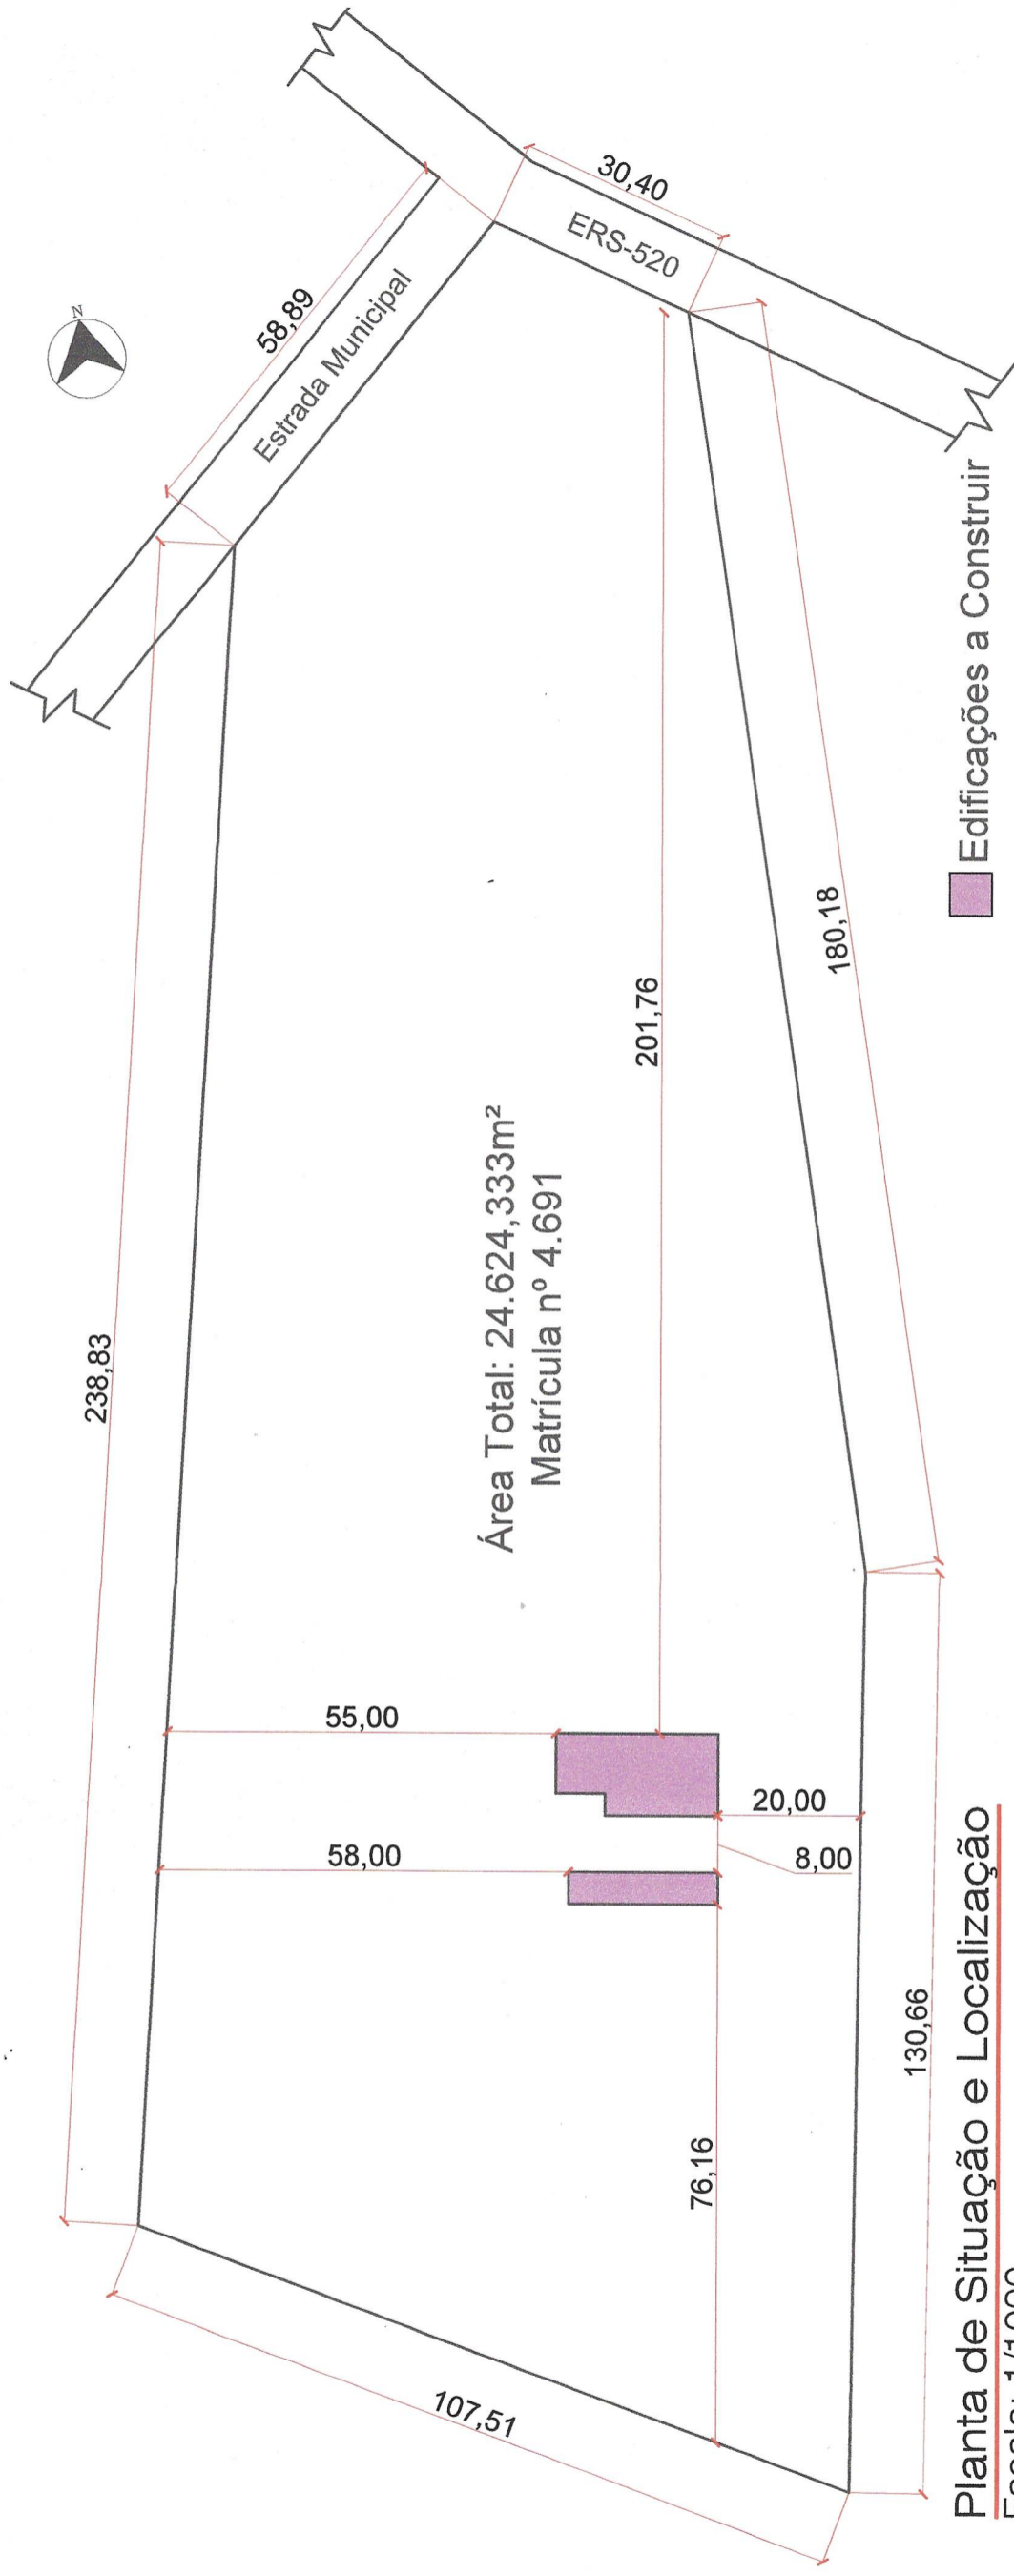 N
58,89
Estrada Municipal
30,40
ERS-520
238,83
201,76
180,18
Área Total: 24.624,333m²
Matrícula nº 4.691
55,00
58,00
20,00
8,00
76,16
130,66
107,51
Edificações a Construir
Planta de Situação e Localização